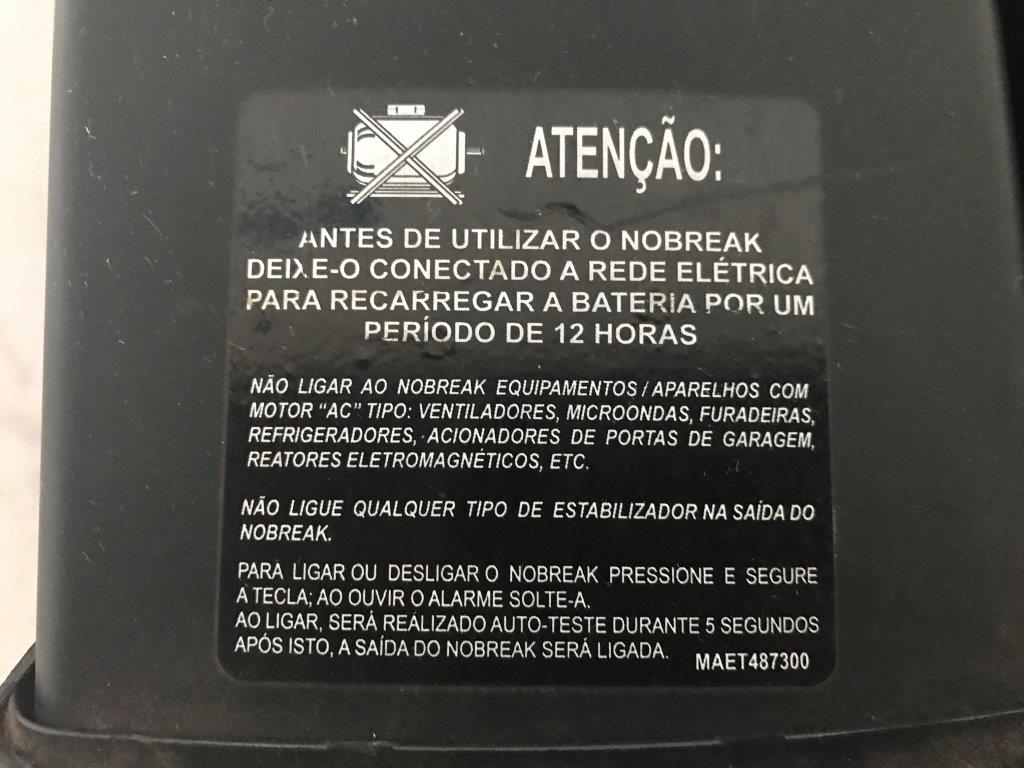 ATENÇÃO:
ANTES DE UTILIZAR O NOBREAK
DEIXE-O CONECTADO A REDE ELÉTRICA
PARA RECARREGAR A BATERIA POR UM
PERÍODO DE 12 HORAS
NÃO LIGAR AO NOBREAK EQUIPAMENTOS / APARELHOS COM
MOTOR "AC" TIPO: VENTILADORES, MICROONDAS, FURADEIRAS,
REFRIGERADORES, ACIONADORES DE PORTAS DE GARAGEM,
REATORES ELETROMAGNÉTICOS, ETC.
NÃO LIGUE QUALQUER TIPO DE ESTABILIZADOR NA SAÍDA DO
NOBREAK.
PARA LIGAR OU DESLIGAR O NOBREAK PRESSIONE E SEGURE
A TECLA; AO OUVIR O ALARME SOLTE-A.
AO LIGAR, SERÁ REALIZADO AUTO-TESTE DURANTE 5 SEGUNDOS
APÓS ISTO, A SAÍDA DO NOBREAK SERÁ LIGADA.
MAET487300